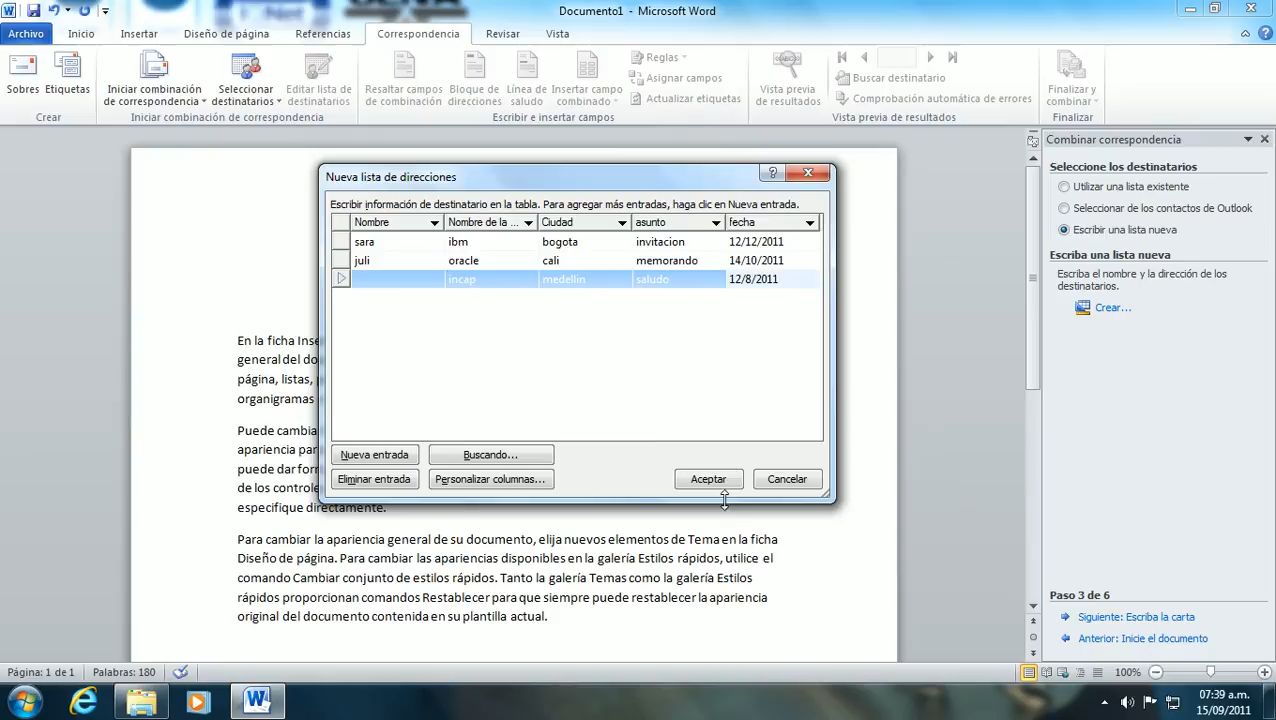 Documento1 - Microsoft Word
Archivo Inicio Insertar Diseño de página Referencias Correspondencia Revisar Vista
Sobres Etiquetas
Crear
Iniciar combinación de correspondencia
Seleccionar destinatarios
Editar lista de destinatarios
Iniciar combinación de correspondencia
Resaltar campos de combinación
Bloque de direcciones
Línea de saludo
Insertar campo combinado
Reglas
Asignar campos
Actualizar etiquetas
Escribir e insertar campos
Vista previa de resultados
Buscar destinatario
Comprobación automática de errores
Vista previa de resultados
Finalizar y combinar
Finalizar
Nueva lista de direcciones
Escribir información de destinatario en la tabla. Para agregar más entradas, haga clic en Nueva entrada.
Nombre Nombre de la ... Ciudad asunto fecha
sara ibm bogota invitacion 12/12/2011
juli oracle cali memorando 14/10/2011
incap medellin saludo 12/8/2011
Nueva entrada Buscando...
Eliminar entrada Personalizar columnas... Aceptar Cancelar
En la ficha Inse
general del do
página, listas,
organigramas
Puede cambia
apariencia par
puede dar form
de los controle
especifique directamente.
Para cambiar la apariencia general de su documento, elija nuevos elementos de Tema en la ficha
Diseño de página. Para cambiar las apariencias disponibles en la galería Estilos rápidos, utilice el
comando Cambiar conjunto de estilos rápidos. Tanto la galería Temas como la galería Estilos
rápidos proporcionan comandos Restablecer para que siempre puede restablecer la apariencia
original del documento contenida en su plantilla actual.
Combinar correspondencia
Seleccione los destinatarios
Utilizar una lista existente
Seleccionar de los contactos de Outlook
Escribir una lista nueva
Escriba una lista nueva
Escriba el nombre y la dirección de los
destinatarios.
Crear...
Paso 3 de 6
Siguiente: Escriba la carta
Anterior: Inicie el documento
Página: 1 de 1 Palabras: 180 100%
07:39 a.m.
15/09/2011